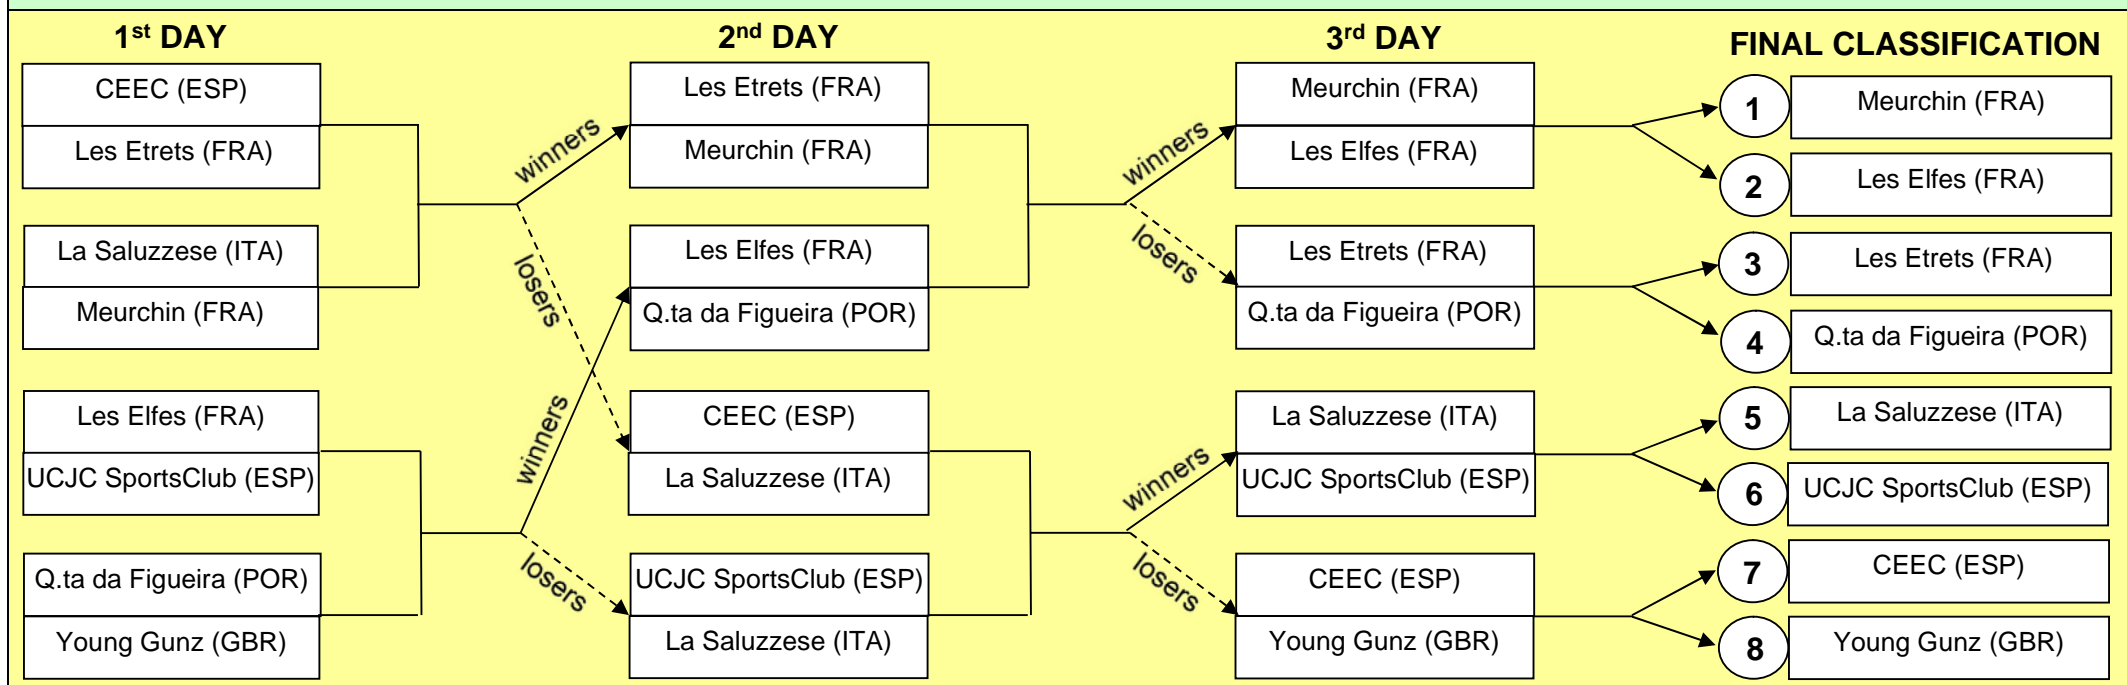 1st DAY
CEEC (ESP)
Les Etrets (FRA)
La Saluzzese (ITA)
Meurchin (FRA)
Les Elfes (FRA)
UCJC SportsClub (ESP)
Q.ta da Figueira (POR)
Young Gunz (GBR)
winners
losers
winners
losers
2nd DAY
Les Etrets (FRA)
Meurchin (FRA)
Les Elfes (FRA)
Q.ta da Figueira (POR)
CEEC (ESP)
La Saluzzese (ITA)
UCJC SportsClub (ESP)
La Saluzzese (ITA)
winners
losers
winners
losers
3rd DAY
Meurchin (FRA)
Les Elfes (FRA)
Les Etrets (FRA)
Q.ta da Figueira (POR)
La Saluzzese (ITA)
UCJC SportsClub (ESP)
CEEC (ESP)
Young Gunz (GBR)
FINAL CLASSIFICATION
1 Meurchin (FRA)
2 Les Elfes (FRA)
3 Les Etrets (FRA)
4 Q.ta da Figueira (POR)
5 La Saluzzese (ITA)
6 UCJC SportsClub (ESP)
7 CEEC (ESP)
8 Young Gunz (GBR)